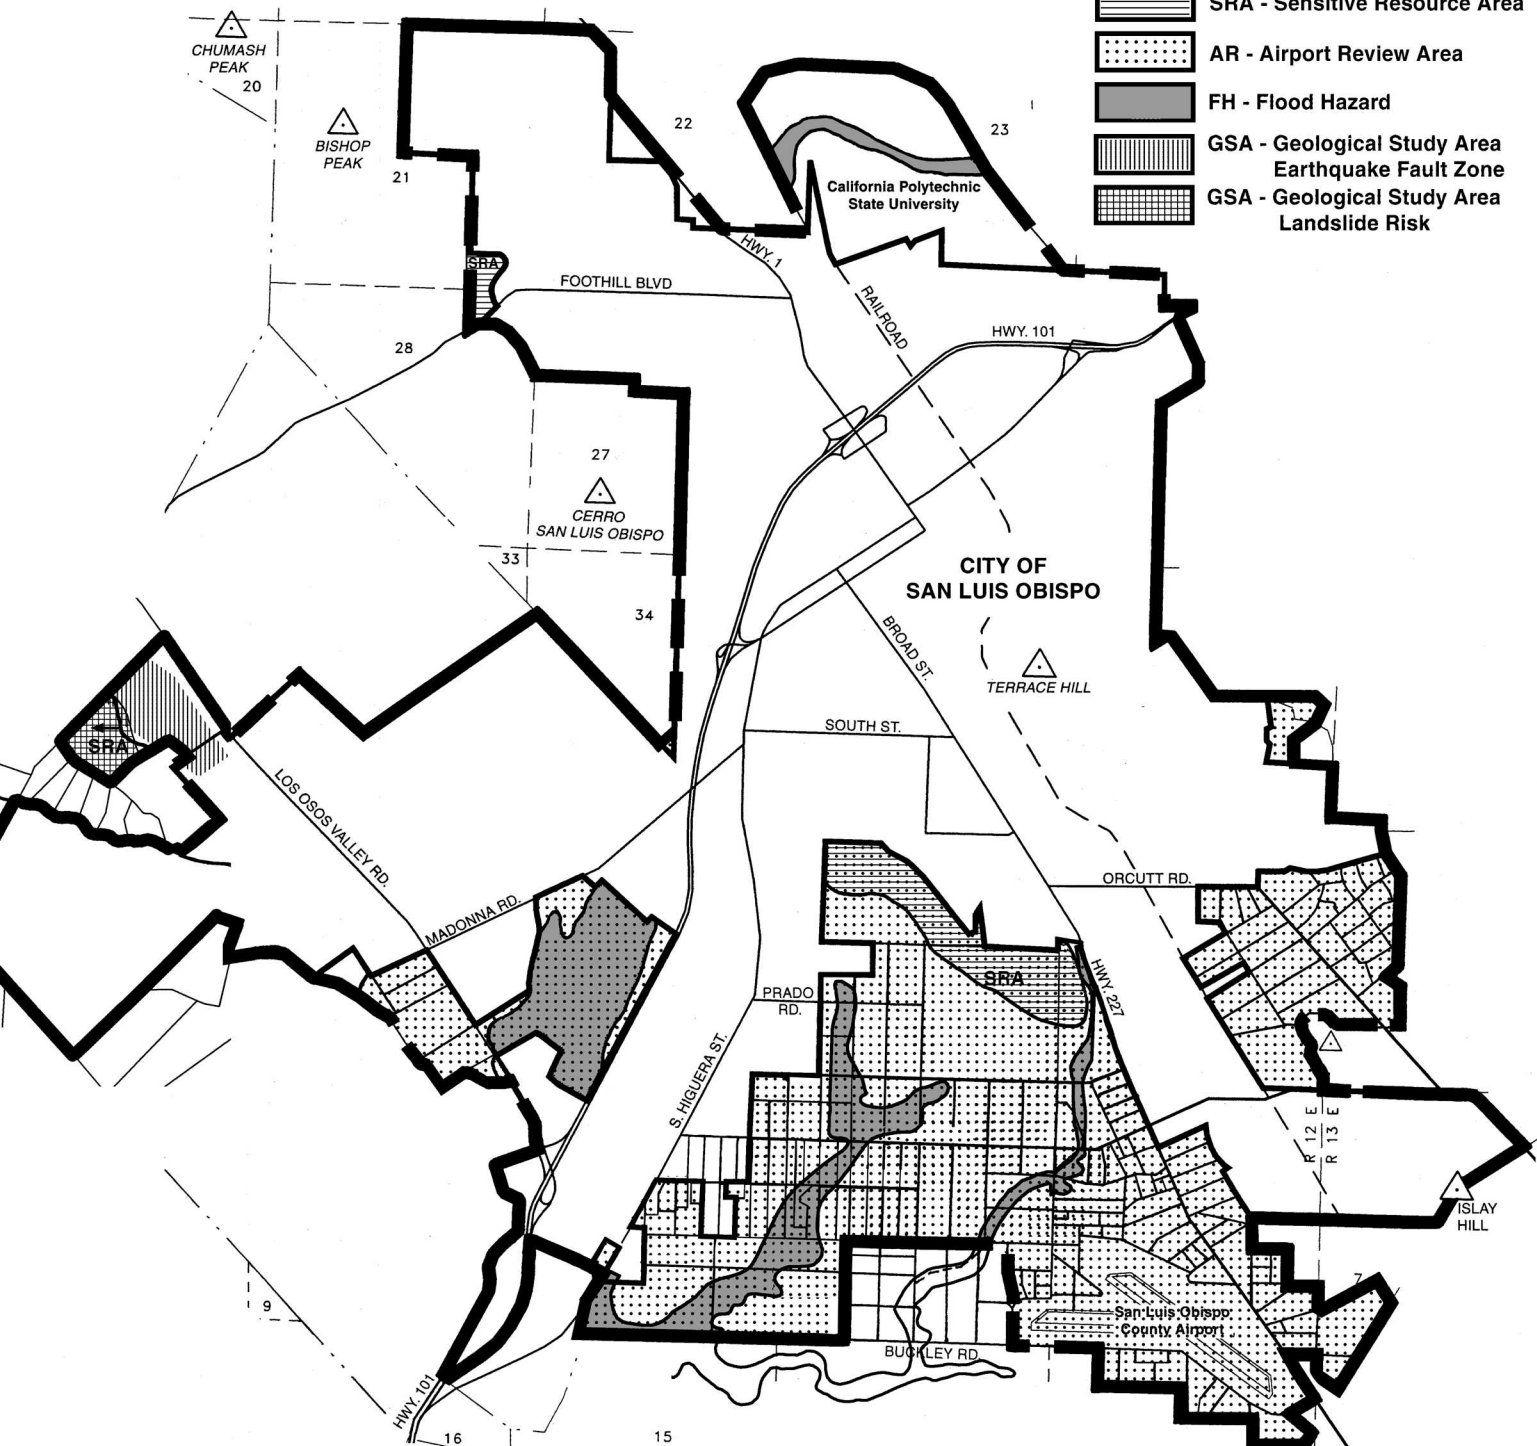 SRA - Sensitive Resource Area
AR - Airport Review Area
FH - Flood Hazard
GSA - Geological Study Area
Earthquake Fault Zone
GSA - Geological Study Area
Landslide Risk
CHUMASH
PEAK
20
BISHOP
PEAK
21
22
23
California Polytechnic
State University
HWY. 1
SRA
FOOTHILL BLVD
RAILROAD
HWY. 101
28
27
CERRO
SAN LUIS OBISPO
33
34
CITY OF
SAN LUIS OBISPO
BROAD ST.
TERRACE HILL
SOUTH ST.
SRA
LOS OSOS VALLEY RD.
MADONNA RD.
ORCUTT RD.
SRA
HWY. 227
PRADO
RD.
S. HIGUERA ST.
R 12 E
R 13 E
ISLAY
HILL
7
9
San Luis Obispo
County Airport
BUCKLEY RD.
HWY. 101
16
15